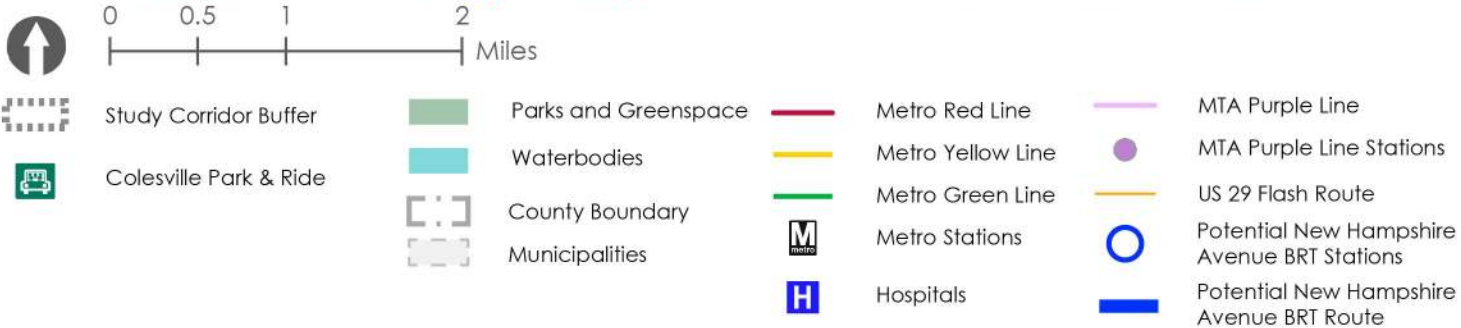 0 0.5 1 2
Miles
Study Corridor Buffer
Colesville Park & Ride
Parks and Greenspace
Waterbodies
County Boundary
Municipalities
Metro Red Line
Metro Yellow Line
Metro Green Line
M
metro
Metro Stations
H
Hospitals
MTA Purple Line
MTA Purple Line Stations
US 29 Flash Route
Potential New Hampshire
Avenue BRT Stations
Potential New Hampshire
Avenue BRT Route